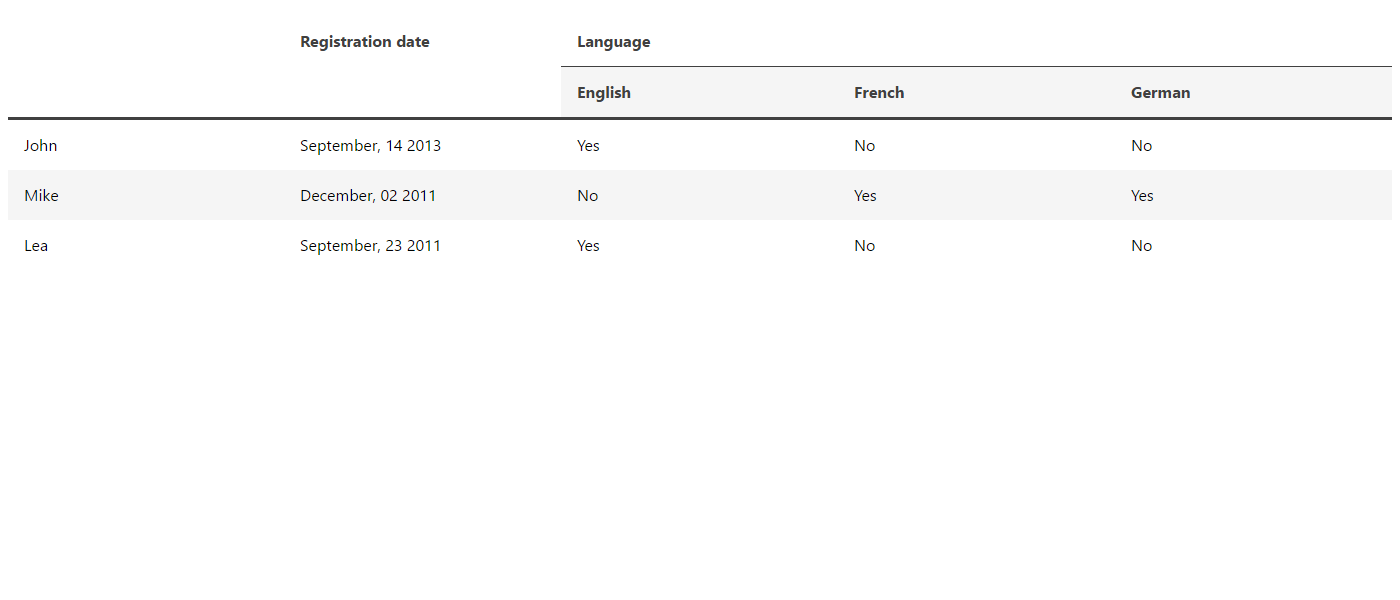 Registration date Language
English French German
John September, 14 2013 Yes No No
Mike December, 02 2011 No Yes Yes
Lea September, 23 2011 Yes No No